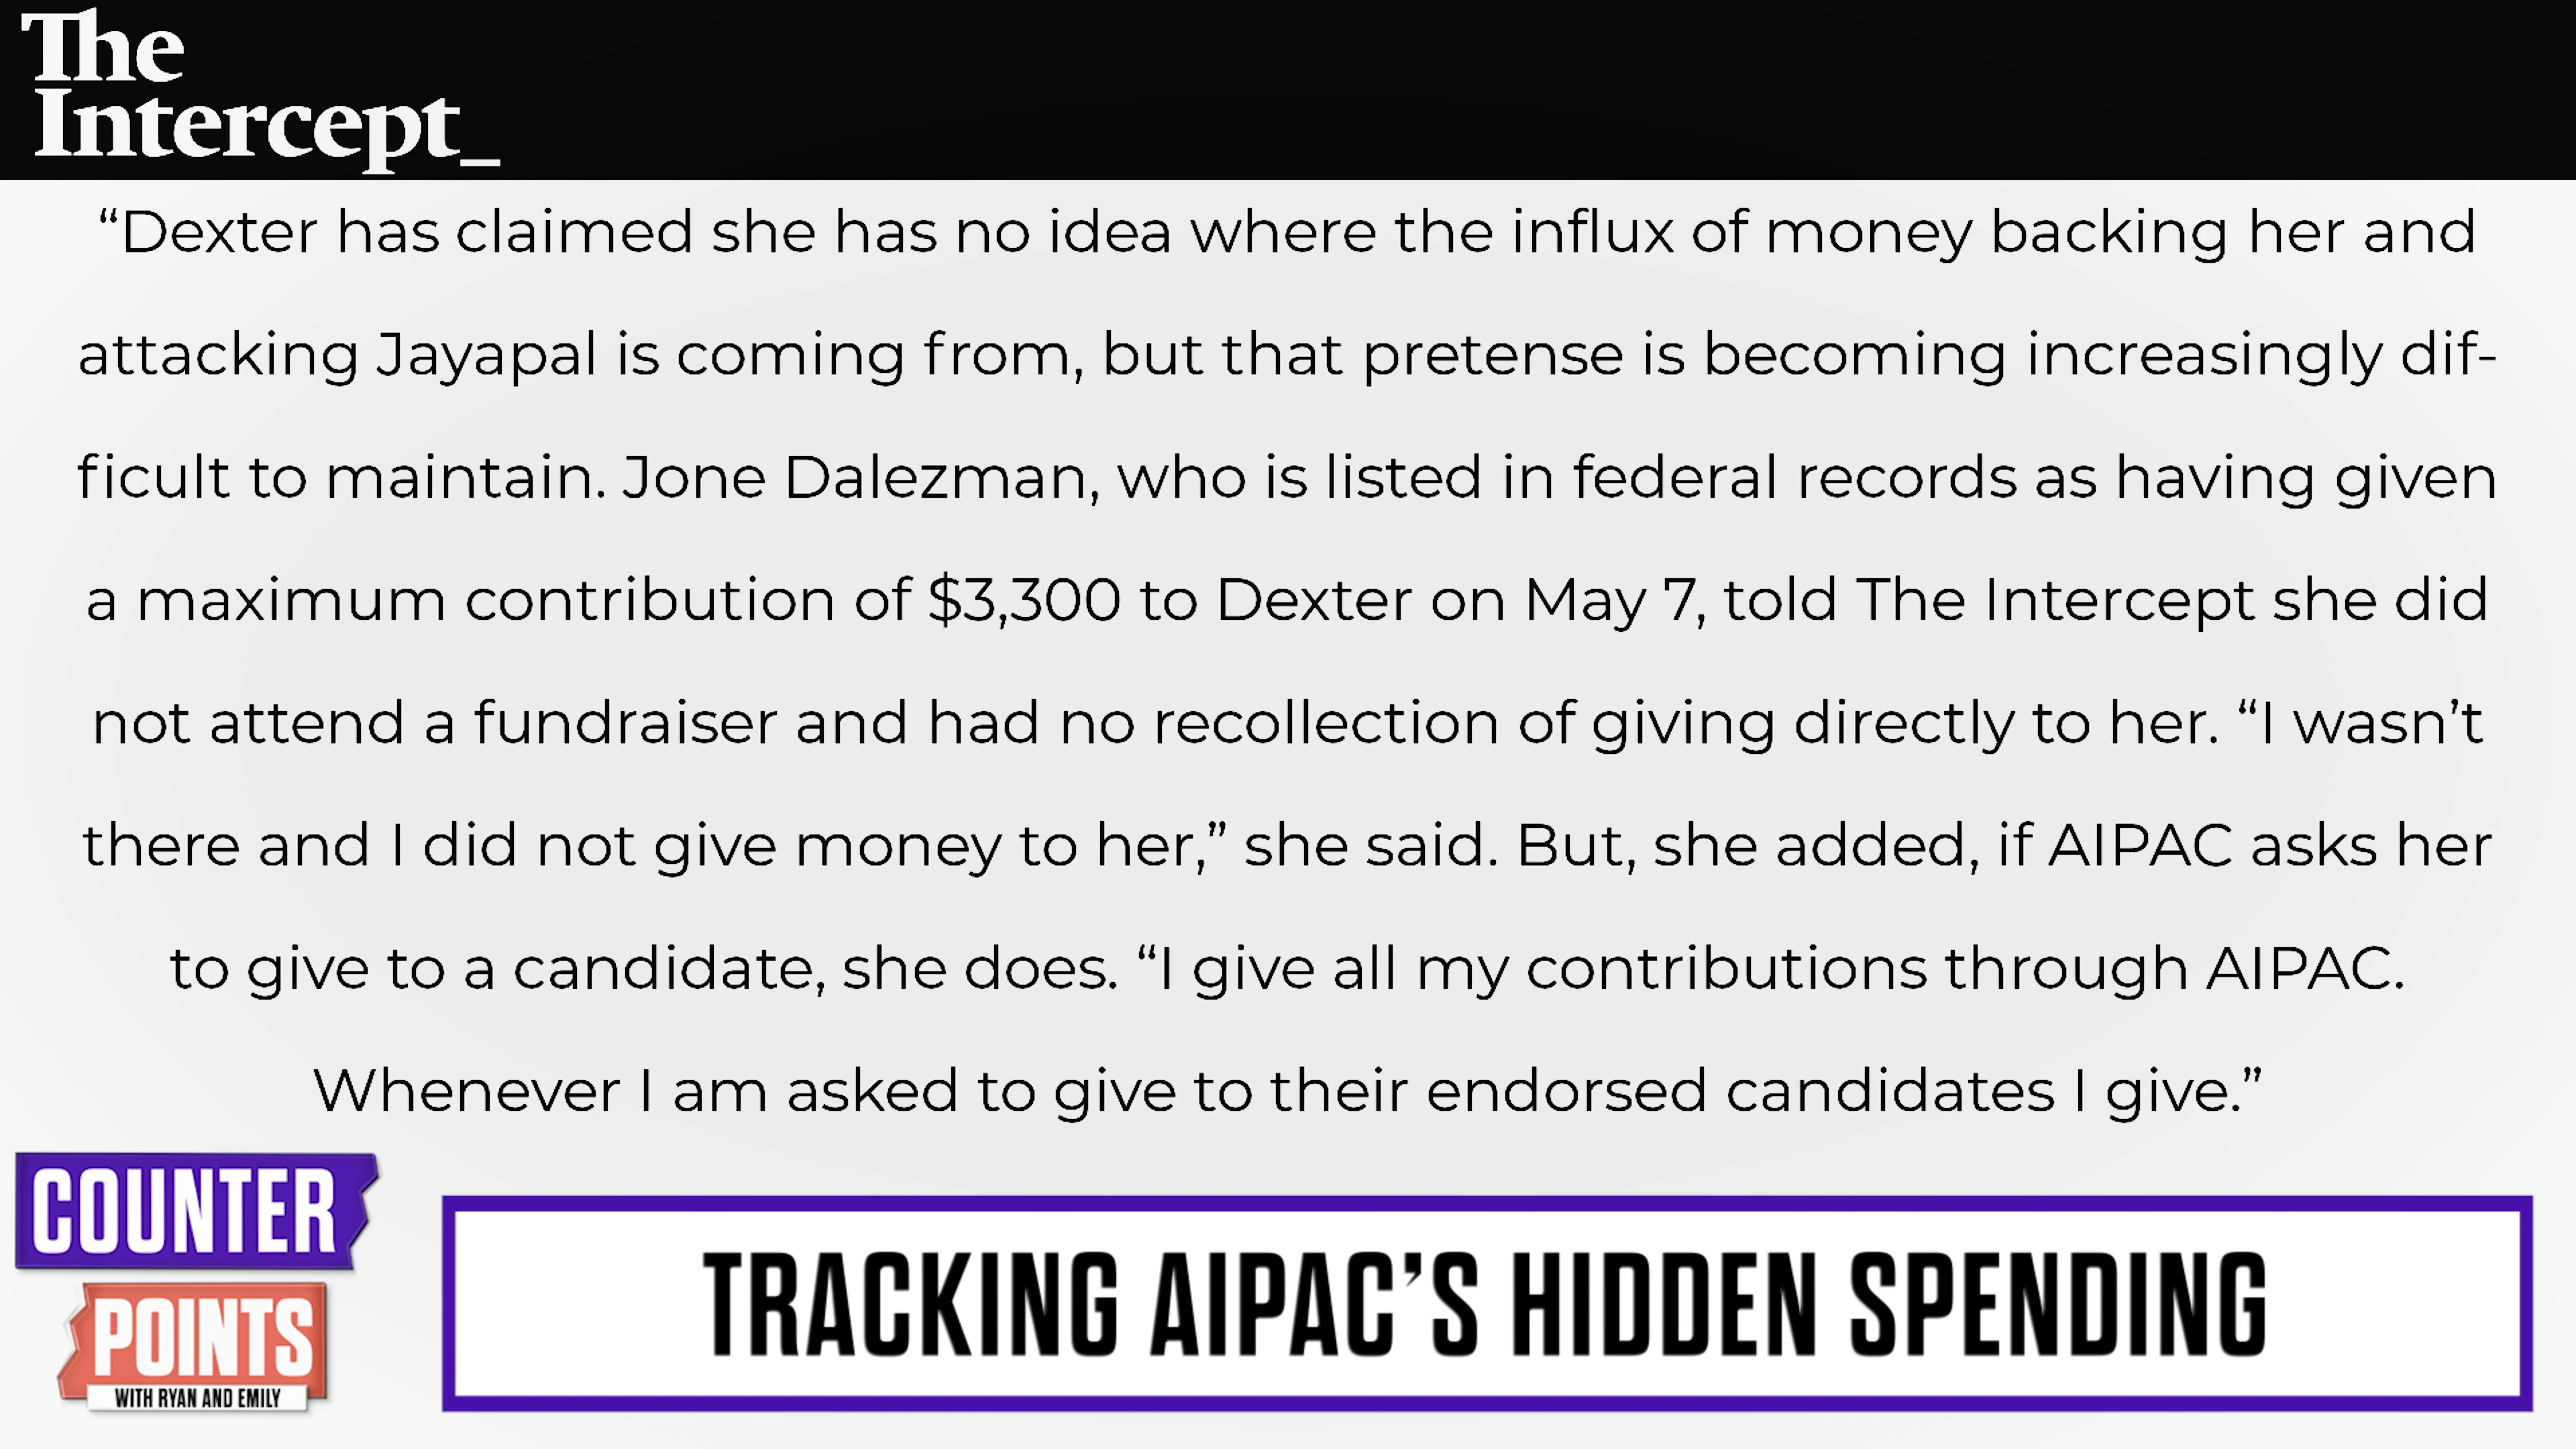 The
Intercept_
“Dexter has claimed she has no idea where the influx of money backing her and
attacking Jayapal is coming from, but that pretense is becoming increasingly dif-
ficult to maintain. Jone Dalezman, who is listed in federal records as having given
a maximum contribution of $3,300 to Dexter on May 7, told The Intercept she did
not attend a fundraiser and had no recollection of giving directly to her. “I wasn’t
there and I did not give money to her,” she said. But, she added, if AIPAC asks her
to give to a candidate, she does. “I give all my contributions through AIPAC.
Whenever I am asked to give to their endorsed candidates I give.”
COUNTER
POINTS
WITH RYAN AND EMILY
TRACKING AIPAC’S HIDDEN SPENDING